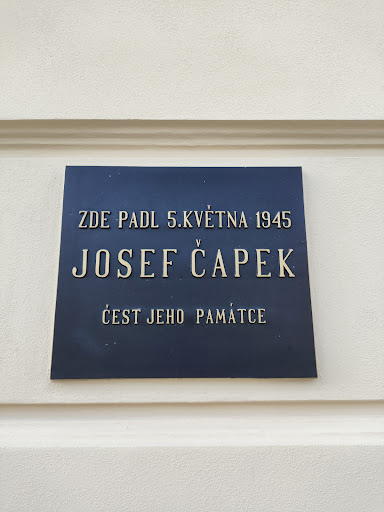 ZDE PADL 5.KVĚTNA 1945
JOSEF ČAPEK
ČEST JEHO PAMÁTCE